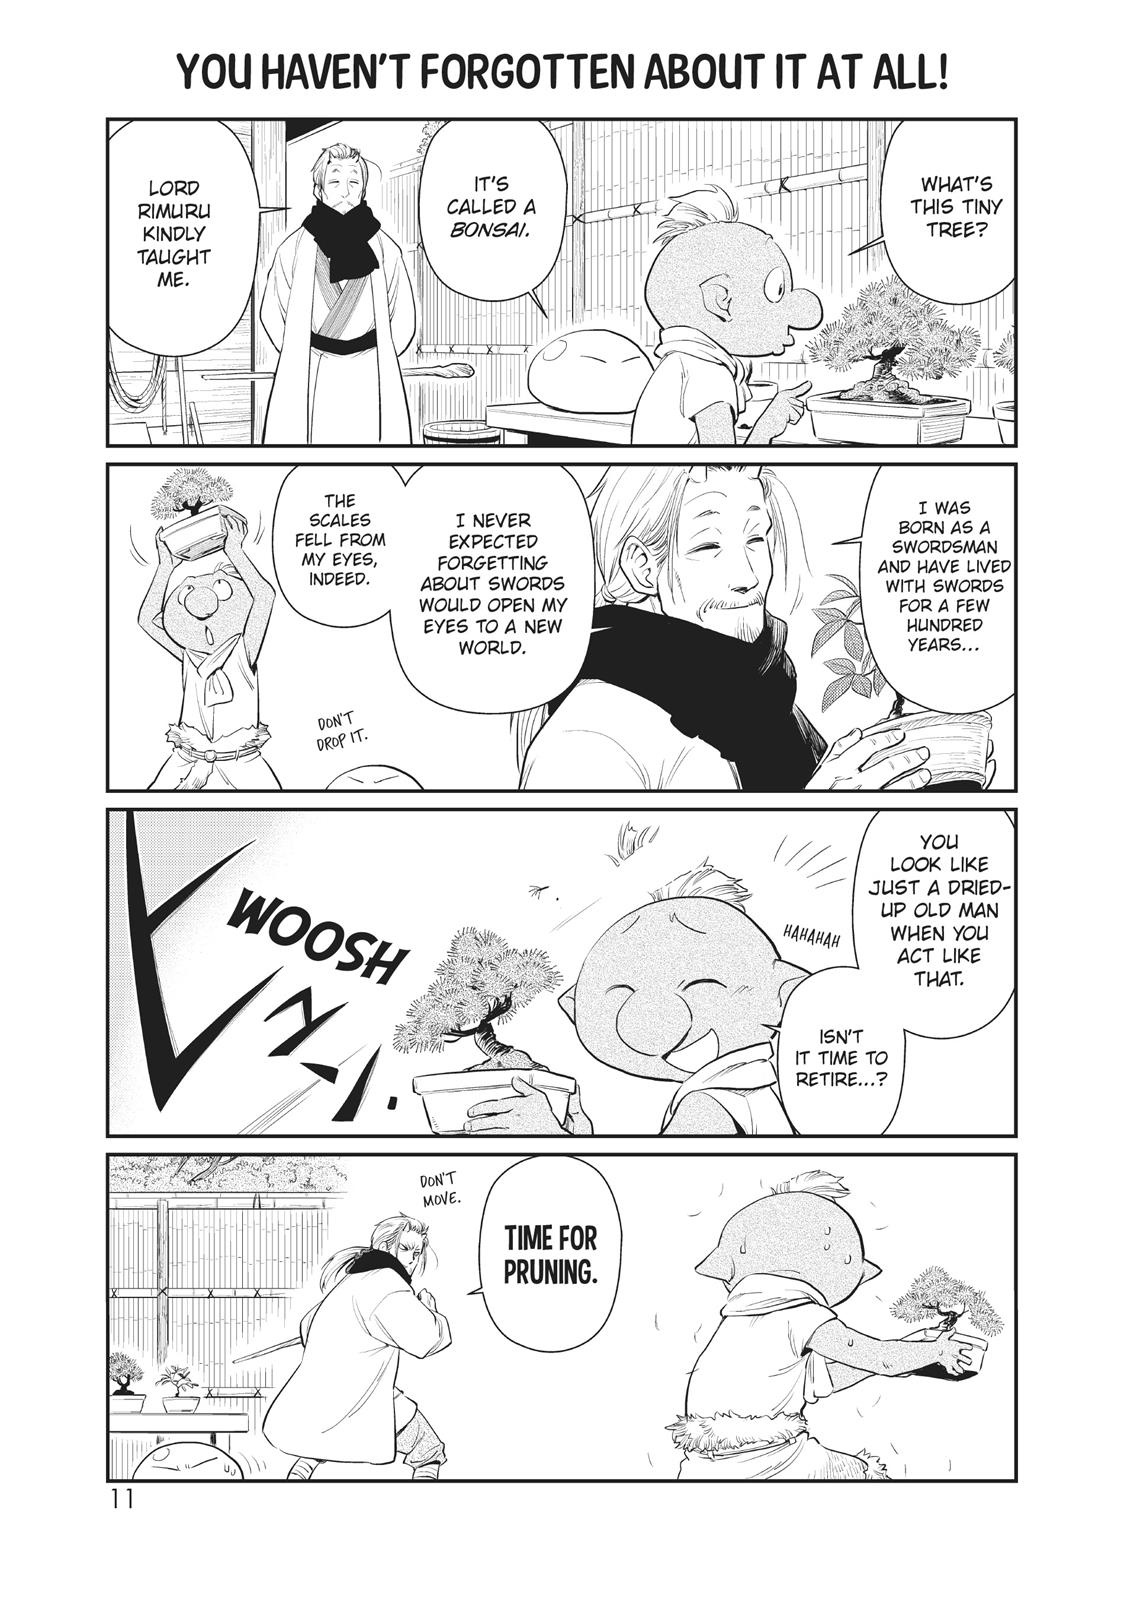 YOU HAVEN'T FORGOTTEN ABOUT IT AT ALL!
WHAT'S
THIS TINY
TREE?
IT'S
CALLED A
BONSAI.
LORD
RIMURU
KINDLY
TAUGHT
ME.
I WAS
BORN AS A
SWORDSMAN
AND HAVE LIVED
WITH SWORDS
FOR A FEW
HUNDRED
YEARS...
I NEVER
EXPECTED
FORGETTING
ABOUT SWORDS
WOULD OPEN MY
EYES TO A NEW
WORLD.
THE
SCALES
FELL FROM
MY EYES,
INDEED.
DON'T
DROP IT.
YOU
LOOK LIKE
JUST A DRIED-
UP OLD MAN
WHEN YOU
ACT LIKE
THAT.
ISN'T
IT TIME TO
RETIRE...?
HAHAHAH
WOOSH
ヒュンッ
TIME FOR
PRUNING.
DON'T
MOVE.
11